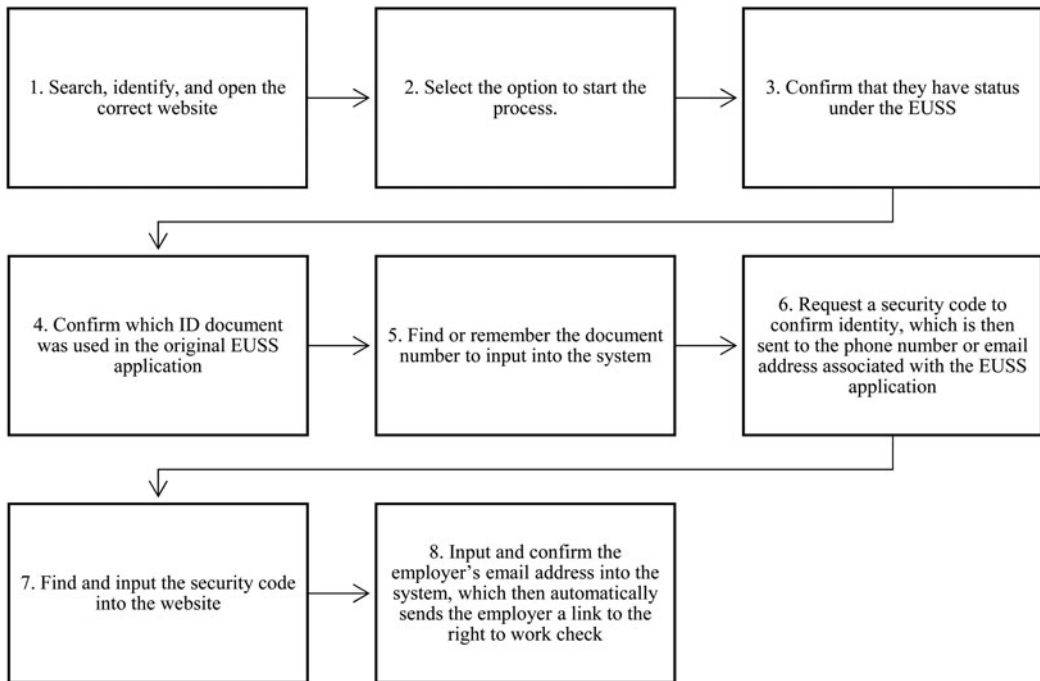 1. Search, identify, and open the
correct website
2. Select the option to start the
process.
3. Confirm that they have status
under the EUSS
4. Confirm which ID document
was used in the original EUSS
application
5. Find or remember the document
number to input into the system
6. Request a security code to
confirm identity, which is then
sent to the phone number or email
address associated with the EUSS
application
7. Find and input the security code
into the website
8. Input and confirm the
employer’s email address into the
system, which then automatically
sends the employer a link to the
right to work check